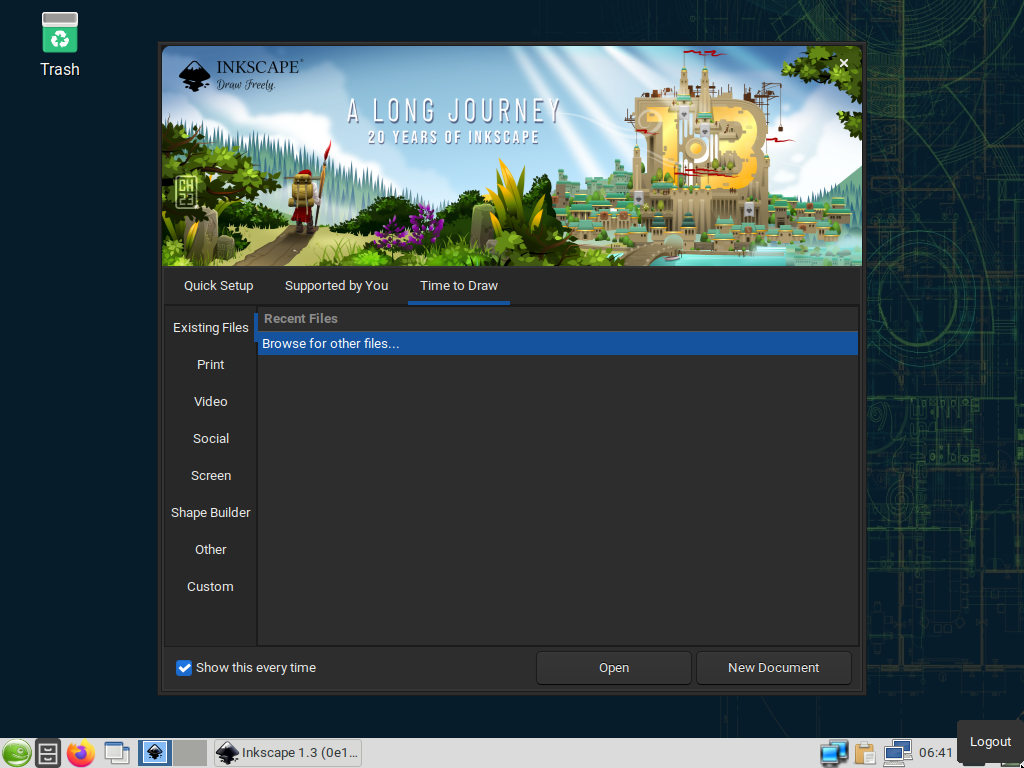 Trash
INKSCAPE
Draw Freely.
A LONG JOURNEY
20 YEARS OF INKSCAPE
CH
23
Quick Setup
Supported by You
Time to Draw
Existing Files
Print
Video
Social
Screen
Shape Builder
Other
Custom
Recent Files
Browse for other files...
Show this every time
Open
New Document
Inkscape 1.3 (0e1...
06:41
Logout